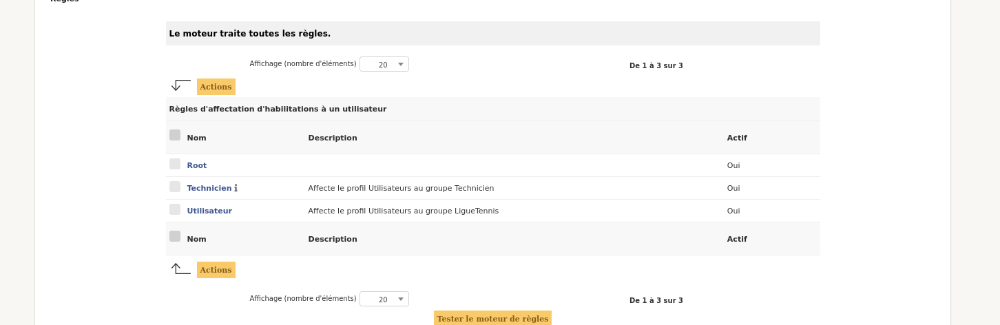 Règles
Le moteur traite toutes les règles.
Affichage (nombre d'éléments) 20 De 1 à 3 sur 3
Actions
Règles d'affectation d'habilitations à un utilisateur
Nom Description Actif
Root Oui
Technicien Affecte le profil Utilisateurs au groupe Technicien Oui
Utilisateur Affecte le profil Utilisateurs au groupe LigueTennis Oui
Nom Description Actif
Actions
Affichage (nombre d'éléments) 20 De 1 à 3 sur 3
Tester le moteur de règles